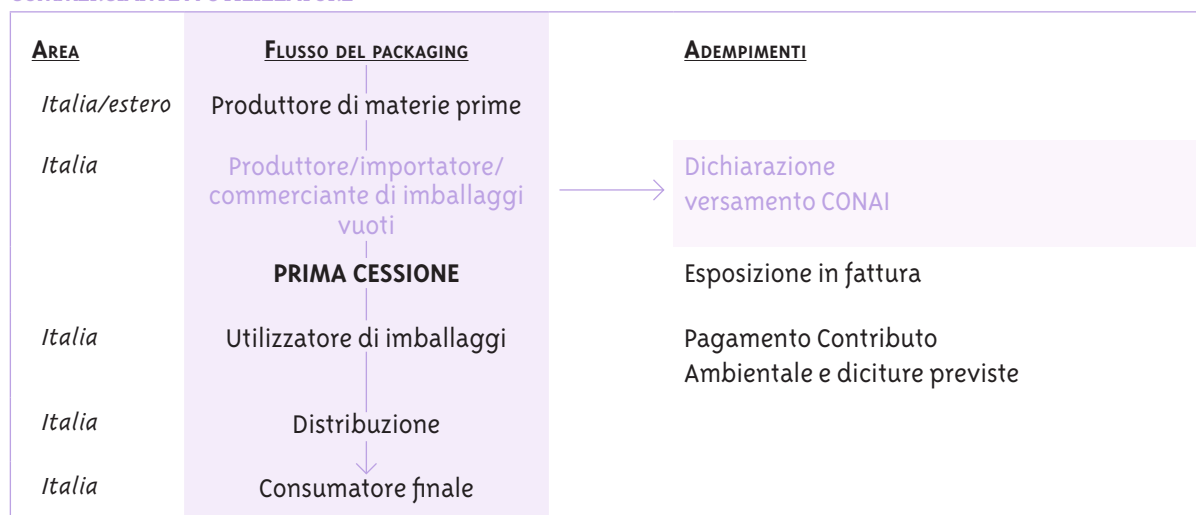 AREA FLUSSO DEL PACKAGING ADEMPIMENTI
Italia/estero Produttore di materie prime
Italia Produttore/importatore/ Dichiarazione
commerciante di imballaggi versamento CONAI
vuoti
PRIMA CESSIONE Esposizione in fattura
Italia Utilizzatore di imballaggi Pagamento Contributo
Ambientale e diciture previste
Italia Distribuzione
Italia Consumatore finale